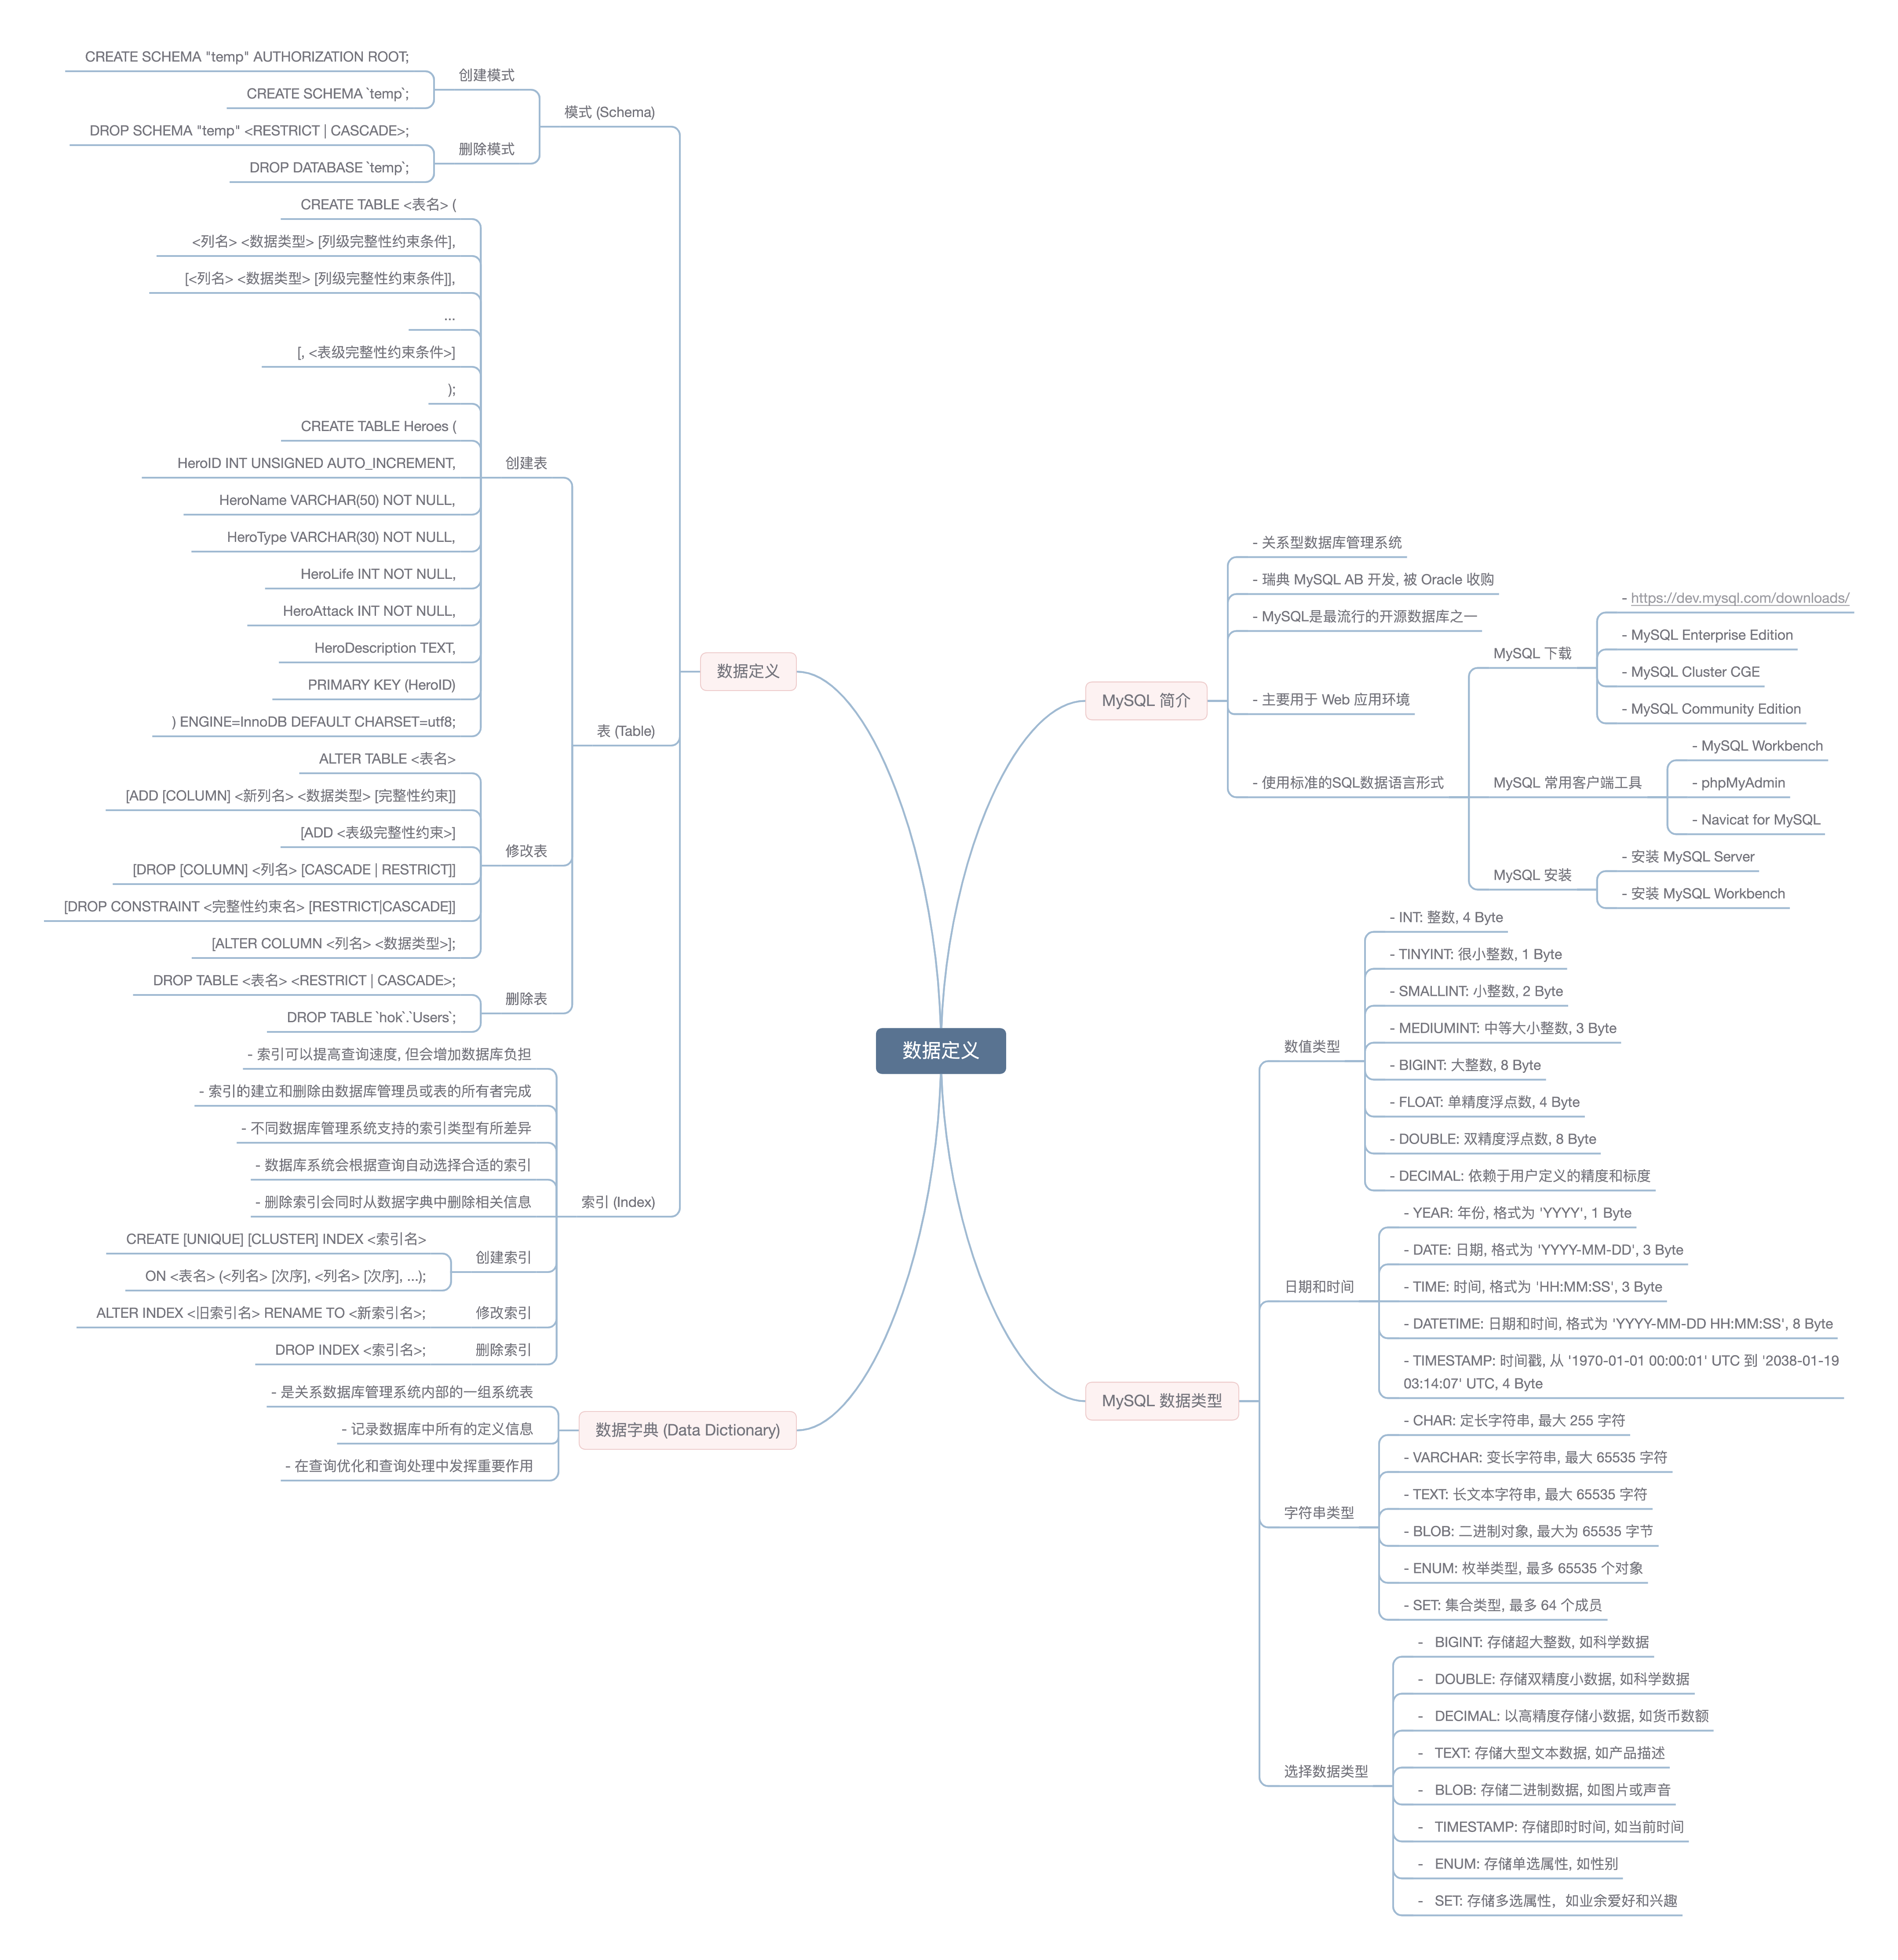 数据定义
MySQL 简介
- 关系型数据库管理系统
- 瑞典 MySQL AB 开发, 被 Oracle 收购
- MySQL是最流行的开源数据库之一
- 主要用于 Web 应用环境
- 使用标准的SQL数据语言形式
MySQL 下载
- https://dev.mysql.com/downloads/
- MySQL Enterprise Edition
- MySQL Cluster CGE
- MySQL Community Edition
MySQL 常用客户端工具
- MySQL Workbench
- phpMyAdmin
- Navicat for MySQL
MySQL 安装
- 安装 MySQL Server
- 安装 MySQL Workbench
MySQL 数据类型
数值类型
- INT: 整数, 4 Byte
- TINYINT: 很小整数, 1 Byte
- SMALLINT: 小整数, 2 Byte
- MEDIUMINT: 中等大小整数, 3 Byte
- BIGINT: 大整数, 8 Byte
- FLOAT: 单精度浮点数, 4 Byte
- DOUBLE: 双精度浮点数, 8 Byte
- DECIMAL: 依赖于用户定义的精度和标度
日期和时间
- YEAR: 年份, 格式为 'YYYY', 1 Byte
- DATE: 日期, 格式为 'YYYY-MM-DD', 3 Byte
- TIME: 时间, 格式为 'HH:MM:SS', 3 Byte
- DATETIME: 日期和时间, 格式为 'YYYY-MM-DD HH:MM:SS', 8 Byte
- TIMESTAMP: 时间戳, 从 '1970-01-01 00:00:01' UTC 到 '2038-01-19
03:14:07' UTC, 4 Byte
字符串类型
- CHAR: 定长字符串, 最大 255 字符
- VARCHAR: 变长字符串, 最大 65535 字符
- TEXT: 长文本字符串, 最大 65535 字符
- BLOB: 二进制对象, 最大为 65535 字节
- ENUM: 枚举类型, 最多 65535 个对象
- SET: 集合类型, 最多 64 个成员
选择数据类型
- BIGINT: 存储超大整数, 如科学数据
- DOUBLE: 存储双精度小数据, 如科学数据
- DECIMAL: 以高精度存储小数据, 如货币数额
- TEXT: 存储大型文本数据, 如产品描述
- BLOB: 存储二进制数据, 如图片或声音
- TIMESTAMP: 存储即时时间, 如当前时间
- ENUM: 存储单选属性, 如性别
- SET: 存储多选属性，如业余爱好和兴趣
数据定义
模式 (Schema)
创建模式
CREATE SCHEMA "temp" AUTHORIZATION ROOT;
CREATE SCHEMA `temp`;
删除模式
DROP SCHEMA "temp" <RESTRICT | CASCADE>;
DROP DATABASE `temp`;
表 (Table)
创建表
CREATE TABLE <表名> (
<列名> <数据类型> [列级完整性约束条件],
[<列名> <数据类型> [列级完整性约束条件]],
...
[, <表级完整性约束条件>]
);
CREATE TABLE Heroes (
HeroID INT UNSIGNED AUTO_INCREMENT,
HeroName VARCHAR(50) NOT NULL,
HeroType VARCHAR(30) NOT NULL,
HeroLife INT NOT NULL,
HeroAttack INT NOT NULL,
HeroDescription TEXT,
PRIMARY KEY (HeroID)
) ENGINE=InnoDB DEFAULT CHARSET=utf8;
修改表
ALTER TABLE <表名>
[ADD [COLUMN] <新列名> <数据类型> [完整性约束]]
[ADD <表级完整性约束>]
[DROP [COLUMN] <列名> [CASCADE | RESTRICT]]
[DROP CONSTRAINT <完整性约束名> [RESTRICT|CASCADE]]
[ALTER COLUMN <列名> <数据类型>];
删除表
DROP TABLE <表名> <RESTRICT | CASCADE>;
DROP TABLE `hok`.`Users`;
索引 (Index)
- 索引可以提高查询速度, 但会增加数据库负担
- 索引的建立和删除由数据库管理员或表的所有者完成
- 不同数据库管理系统支持的索引类型有所差异
- 数据库系统会根据查询自动选择合适的索引
- 删除索引会同时从数据字典中删除相关信息
创建索引
CREATE [UNIQUE] [CLUSTER] INDEX <索引名>
ON <表名> (<列名> [次序], <列名> [次序], ...);
修改索引
ALTER INDEX <旧索引名> RENAME TO <新索引名>;
删除索引
DROP INDEX <索引名>;
数据字典 (Data Dictionary)
- 是关系数据库管理系统内部的一组系统表
- 记录数据库中所有的定义信息
- 在查询优化和查询处理中发挥重要作用